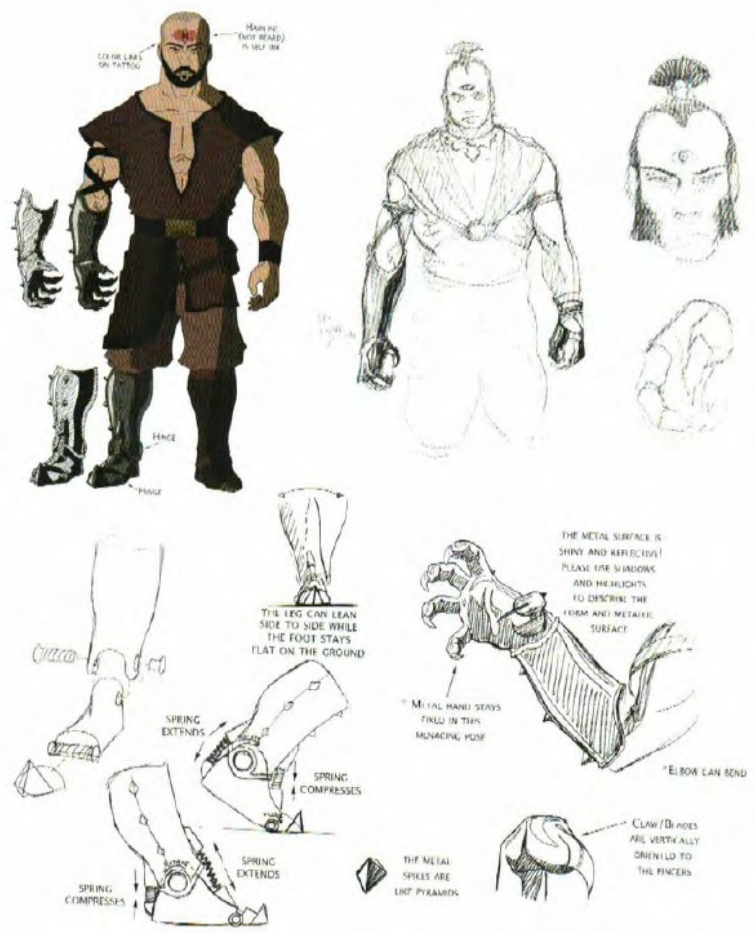 HAIRLINE
(NOT BEARD)
IS SELF INK
COLOR LINES
ON TATTOO
HINGE
HINGE
THE LEG CAN LEAN
SIDE TO SIDE WHILE
THE FOOT STAYS
FLAT ON THE GROUND
THE METAL SURFACE IS
SHINY AND REFLECTIVE!
PLEASE USE SHADOWS
AND HIGHLIGHTS
TO DESCRIBE THE
FORM AND METALLIC
SURFACE
* METAL HAND STAYS
FIXED IN THIS
MENACING POSE
*ELBOW CAN BEND
SPRING
EXTENDS
SPRING
COMPRESSES
SPRING
EXTENDS
SPRING
COMPRESSES
THE METAL
SPIKES ARE
LIKE PYRAMIDS
CLAW/BLADES
ARE VERTICALLY
ORIENTED TO
THE FINGERS